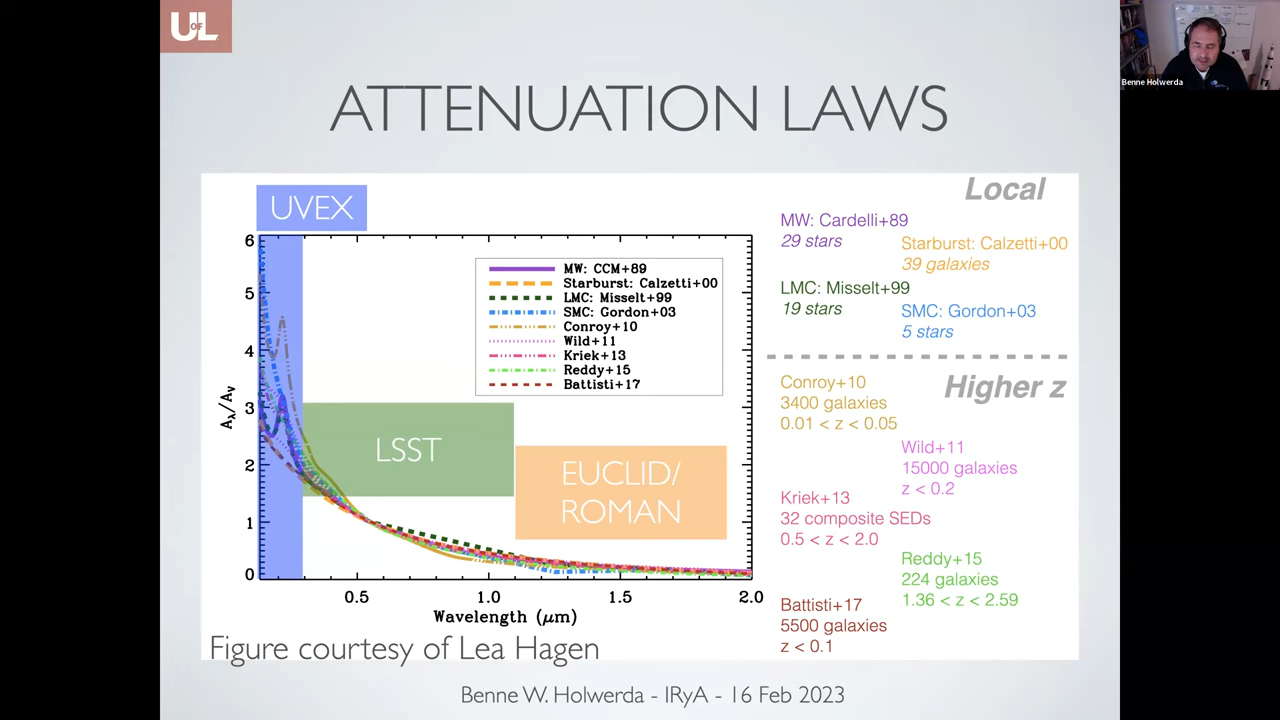 UofL
Benne Holwerda
ATTENUATION LAWS
UVEX
6
5
4
3
2
1
0
Aλ/AV
MW: CCM+89
Starburst: Calzetti+00
LMC: Misselt+99
SMC: Gordon+03
Conroy+10
Wild+11
Kriek+13
Reddy+15
Battisti+17
LSST
EUCLID/
ROMAN
0.5
1.0
1.5
2.0
Wavelength (μm)
Figure courtesy of Lea Hagen
Local
MW: Cardelli+89
29 stars
Starburst: Calzetti+00
39 galaxies
LMC: Misselt+99
19 stars
SMC: Gordon+03
5 stars
Higher z
Conroy+10
3400 galaxies
0.01 < z < 0.05
Wild+11
15000 galaxies
z < 0.2
Kriek+13
32 composite SEDs
0.5 < z < 2.0
Reddy+15
224 galaxies
1.36 < z < 2.59
Battisti+17
5500 galaxies
z < 0.1
Benne W. Holwerda - IRyA - 16 Feb 2023